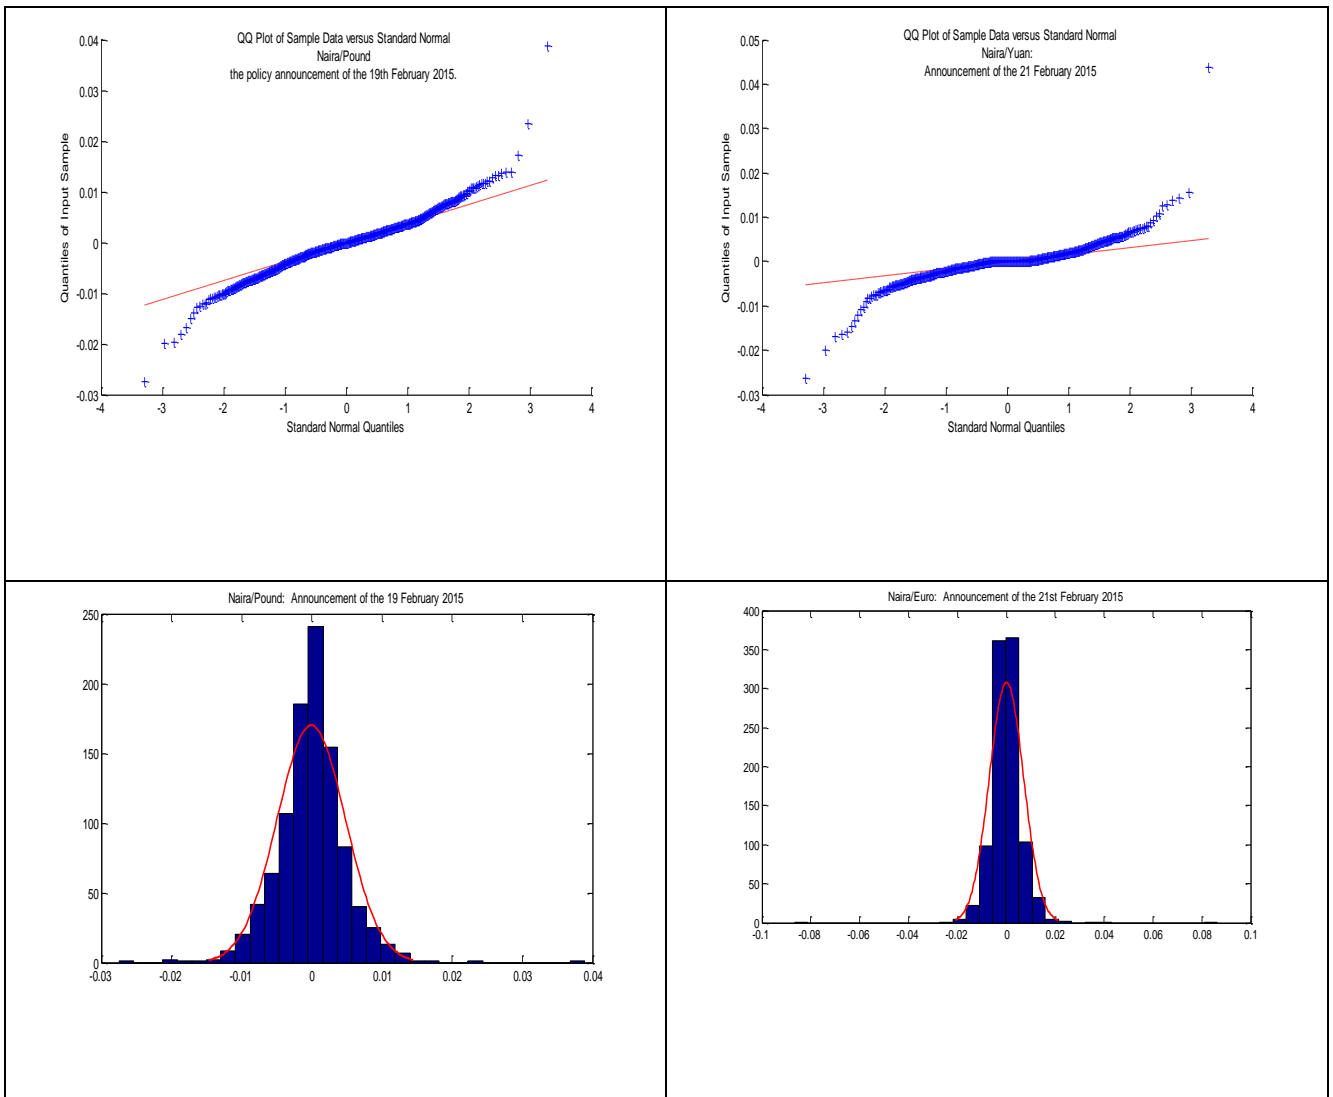 QQ Plot of Sample Data versus Standard Normal
Naira/Pound
the policy announcement of the 19th February 2015.
0.04
0.03
0.02
0.01
0
-0.01
-0.02
-0.03
Quantiles of Input Sample
-4 -3 -2 -1 0 1 2 3 4
Standard Normal Quantiles
QQ Plot of Sample Data versus Standard Normal
Naira/Yuan:
Announcement of the 21 February 2015
0.05
0.04
0.03
0.02
0.01
0
-0.01
-0.02
-0.03
Quantiles of Input Sample
-4 -3 -2 -1 0 1 2 3 4
Standard Normal Quantiles
Naira/Pound: Announcement of the 19 February 2015
250
200
150
100
50
0
-0.03 -0.02 -0.01 0 0.01 0.02 0.03 0.04
Naira/Euro: Announcement of the 21st February 2015
400
350
300
250
200
150
100
50
0
-0.1 -0.08 -0.06 -0.04 -0.02 0 0.02 0.04 0.06 0.08 0.1